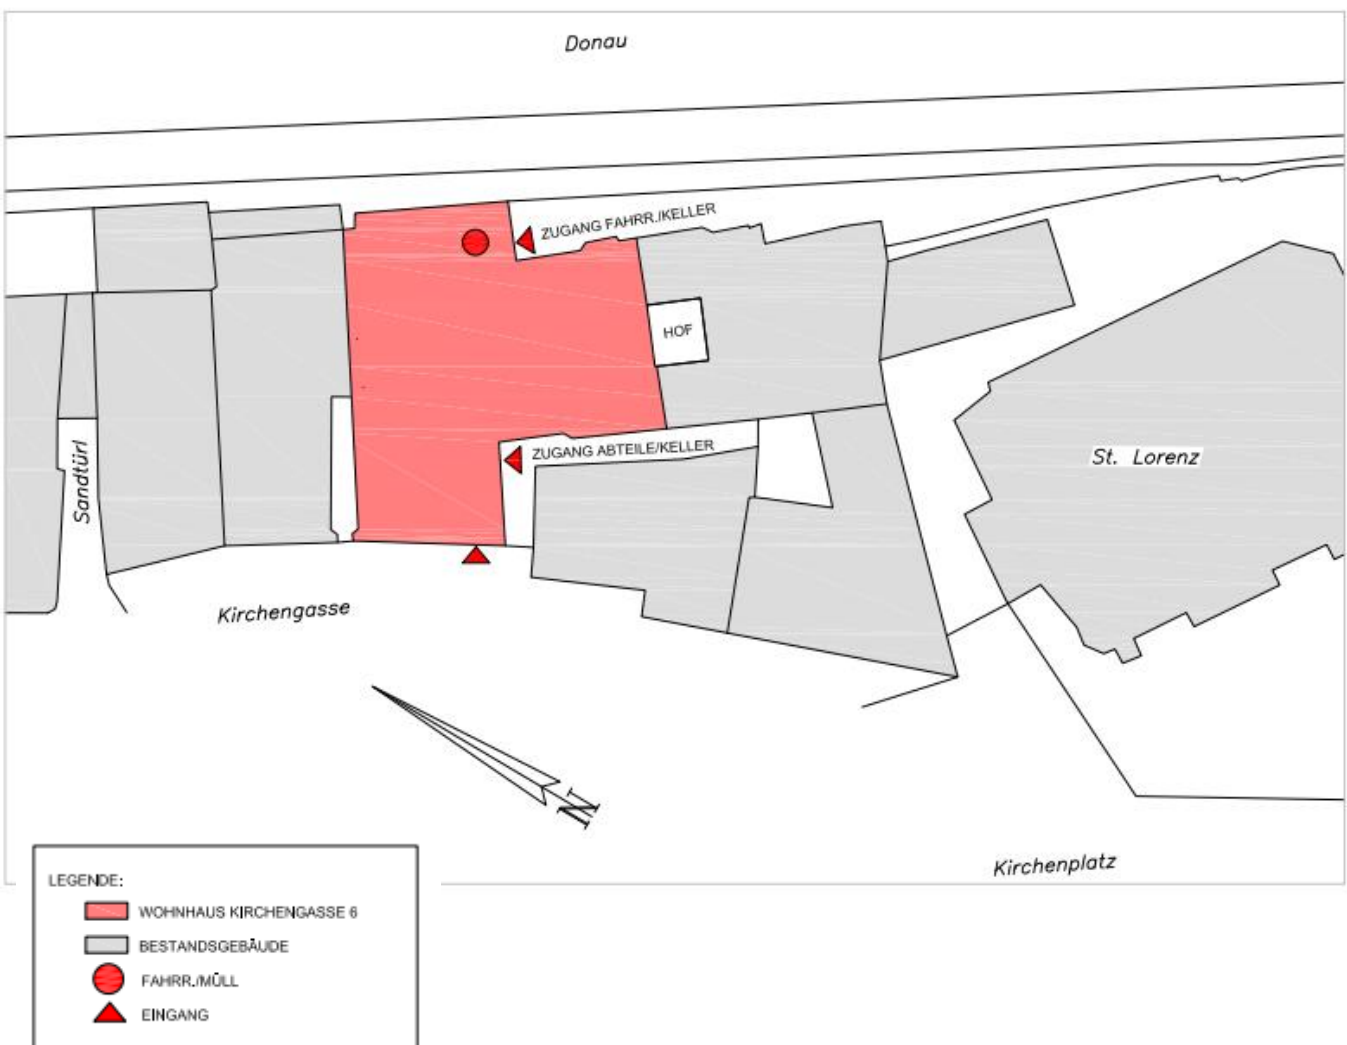 Donau
ZUGANG FAHRR./KELLER
HOF
ZUGANG ABTEILE/KELLER
St. Lorenz
Sandtürl
Kirchengasse
N
Kirchenplatz
LEGENDE:
WOHNHAUS KIRCHENGASSE 6
BESTANDSGEBÄUDE
FAHRR./MÜLL
EINGANG